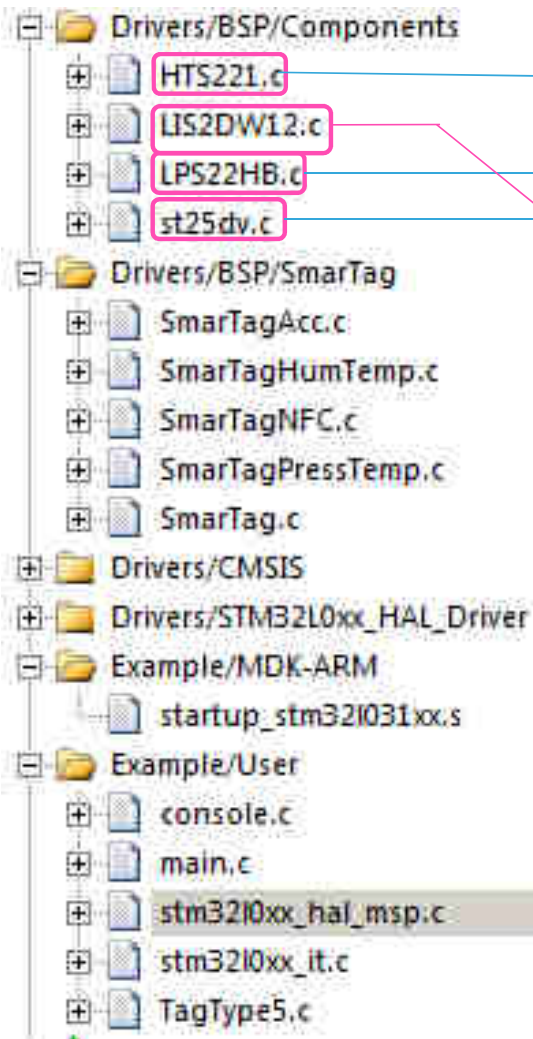 Drivers/BSP/Components
HTS221.c
LIS2DW12.c
LPS22HB.c
st25dv.c
Drivers/BSP/SmarTag
SmarTagAcc.c
SmarTagHumTemp.c
SmarTagNFC.c
SmarTagPressTemp.c
SmarTag.c
Drivers/CMSIS
Drivers/STM32L0xx_HAL_Driver
Example/MDK-ARM
startup_stm32l031xx.s
Example/User
console.c
main.c
stm32l0xx_hal_msp.c
stm32l0xx_it.c
TagType5.c